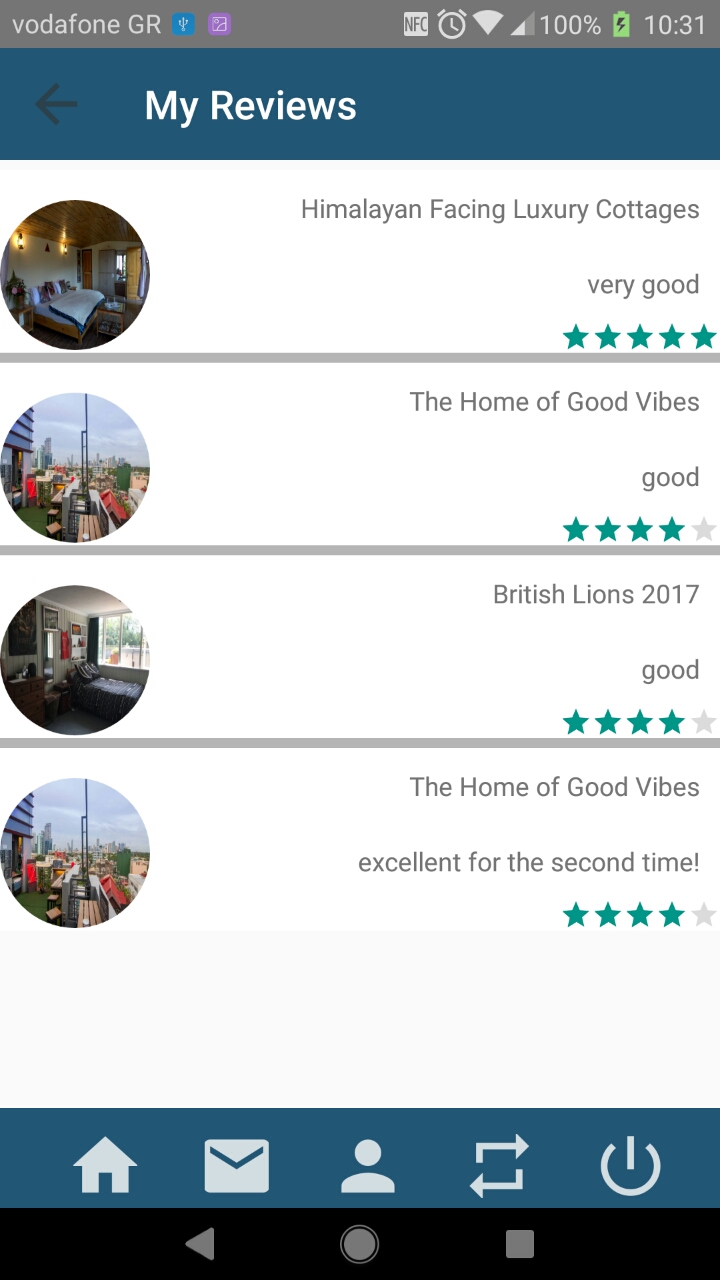 vodafone GR NFC 100% 10:31
My Reviews
Himalayan Facing Luxury Cottages
very good
The Home of Good Vibes
good
British Lions 2017
good
The Home of Good Vibes
excellent for the second time!